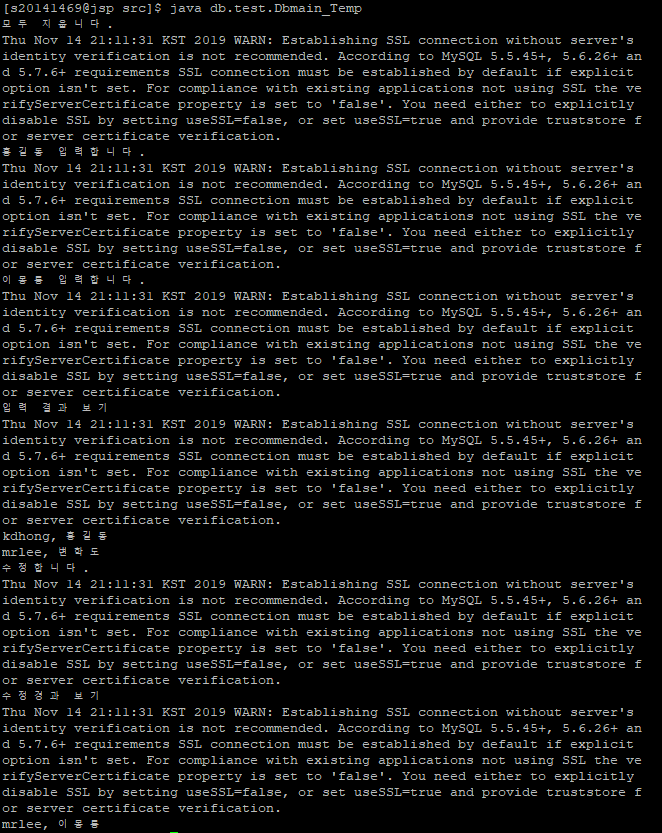 [s20141469@jsp src]$ java db.test.Dbmain_Temp
모두 지웁니다.
Thu Nov 14 21:11:31 KST 2019 WARN: Establishing SSL connection without server's
identity verification is not recommended. According to MySQL 5.5.45+, 5.6.26+ an
d 5.7.6+ requirements SSL connection must be established by default if explicit
option isn't set. For compliance with existing applications not using SSL the ve
rifyServerCertificate property is set to 'false'. You need either to explicitly
disable SSL by setting useSSL=false, or set useSSL=true and provide truststore f
or server certificate verification.
홍길동 입력합니다.
Thu Nov 14 21:11:31 KST 2019 WARN: Establishing SSL connection without server's
identity verification is not recommended. According to MySQL 5.5.45+, 5.6.26+ an
d 5.7.6+ requirements SSL connection must be established by default if explicit
option isn't set. For compliance with existing applications not using SSL the ve
rifyServerCertificate property is set to 'false'. You need either to explicitly
disable SSL by setting useSSL=false, or set useSSL=true and provide truststore f
or server certificate verification.
이몽룡 입력합니다.
Thu Nov 14 21:11:31 KST 2019 WARN: Establishing SSL connection without server's
identity verification is not recommended. According to MySQL 5.5.45+, 5.6.26+ an
d 5.7.6+ requirements SSL connection must be established by default if explicit
option isn't set. For compliance with existing applications not using SSL the ve
rifyServerCertificate property is set to 'false'. You need either to explicitly
disable SSL by setting useSSL=false, or set useSSL=true and provide truststore f
or server certificate verification.
입력 결과 보기
Thu Nov 14 21:11:31 KST 2019 WARN: Establishing SSL connection without server's
identity verification is not recommended. According to MySQL 5.5.45+, 5.6.26+ an
d 5.7.6+ requirements SSL connection must be established by default if explicit
option isn't set. For compliance with existing applications not using SSL the ve
rifyServerCertificate property is set to 'false'. You need either to explicitly
disable SSL by setting useSSL=false, or set useSSL=true and provide truststore f
or server certificate verification.
kdhong, 홍길동
mrlee, 변학도
수정합니다.
Thu Nov 14 21:11:31 KST 2019 WARN: Establishing SSL connection without server's
identity verification is not recommended. According to MySQL 5.5.45+, 5.6.26+ an
d 5.7.6+ requirements SSL connection must be established by default if explicit
option isn't set. For compliance with existing applications not using SSL the ve
rifyServerCertificate property is set to 'false'. You need either to explicitly
disable SSL by setting useSSL=false, or set useSSL=true and provide truststore f
or server certificate verification.
수정경과 보기
Thu Nov 14 21:11:31 KST 2019 WARN: Establishing SSL connection without server's
identity verification is not recommended. According to MySQL 5.5.45+, 5.6.26+ an
d 5.7.6+ requirements SSL connection must be established by default if explicit
option isn't set. For compliance with existing applications not using SSL the ve
rifyServerCertificate property is set to 'false'. You need either to explicitly
disable SSL by setting useSSL=false, or set useSSL=true and provide truststore f
or server certificate verification.
mrlee, 이몽룡